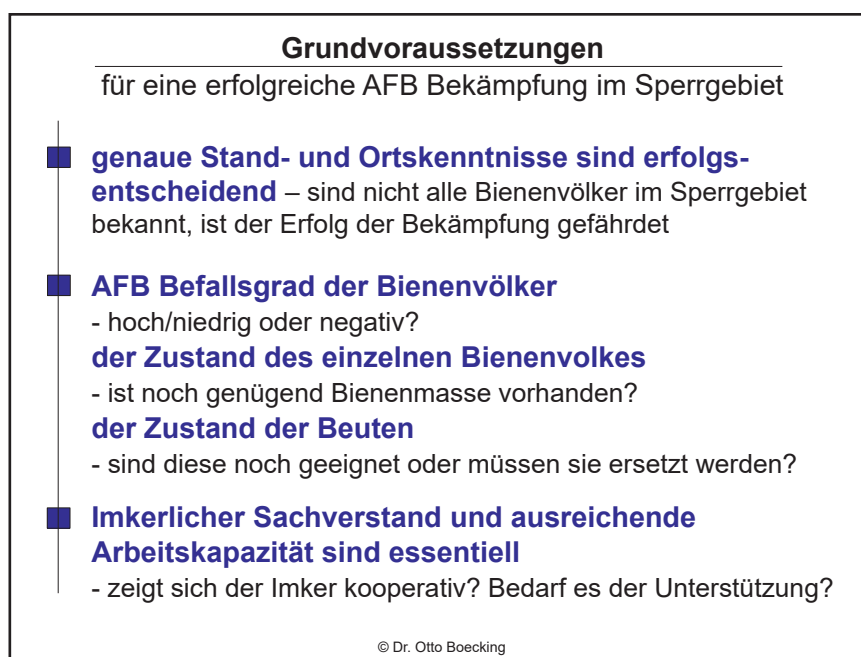 Grundvoraussetzungen
für eine erfolgreiche AFB Bekämpfung im Sperrgebiet
genaue Stand- und Ortskenntnisse sind erfolgs-
entscheidend – sind nicht alle Bienenvölker im Sperrgebiet
bekannt, ist der Erfolg der Bekämpfung gefährdet
AFB Befallsgrad der Bienenvölker
- hoch/niedrig oder negativ?
der Zustand des einzelnen Bienenvolkes
- ist noch genügend Bienenmasse vorhanden?
der Zustand der Beuten
- sind diese noch geeignet oder müssen sie ersetzt werden?
Imkerlicher Sachverstand und ausreichende
Arbeitskapazität sind essentiell
- zeigt sich der Imker kooperativ? Bedarf es der Unterstützung?
© Dr. Otto Boecking